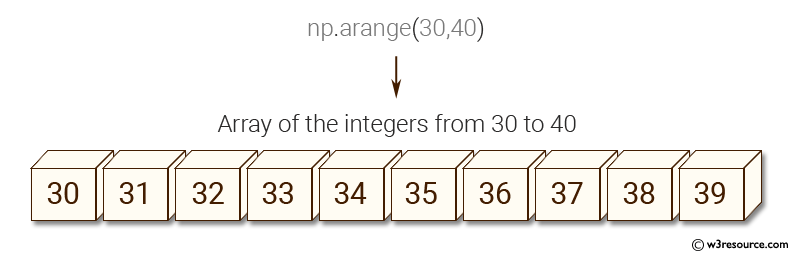 np.arange(30,40)
Array of the integers from 30 to 40
30 31 32 33 34 35 36 37 38 39
© w3resource.com